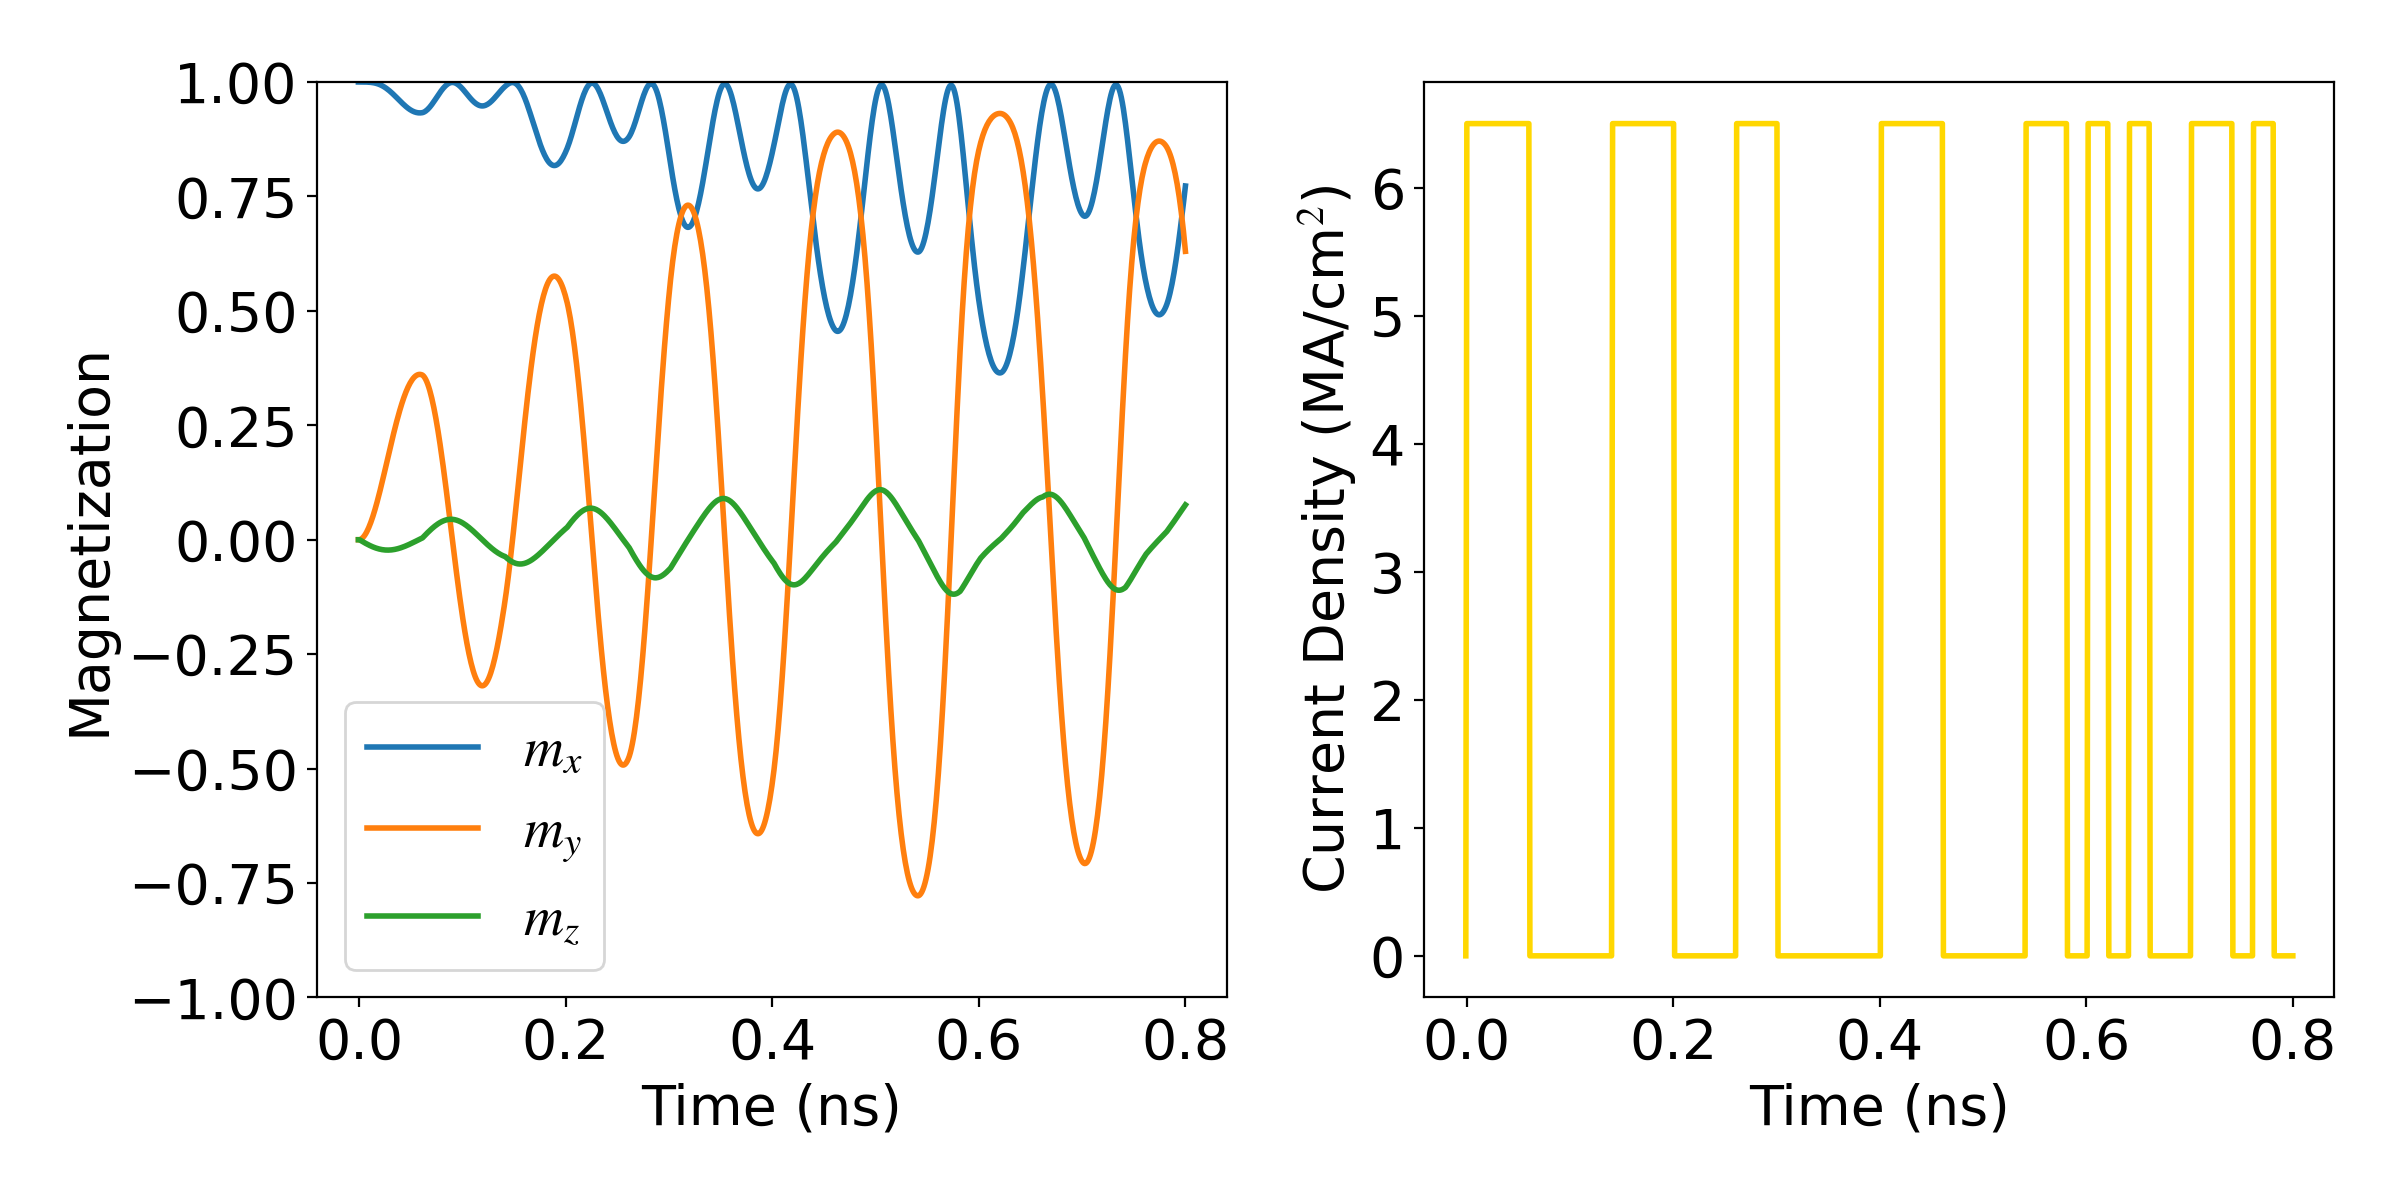 Magnetization
1.00
0.75
0.50
0.25
0.00
−0.25
−0.50
−0.75
−1.00
m_x
m_y
m_z
0.0 0.2 0.4 0.6 0.8
Time (ns)
Current Density (MA/cm²)
6
5
4
3
2
1
0
0.0 0.2 0.4 0.6 0.8
Time (ns)